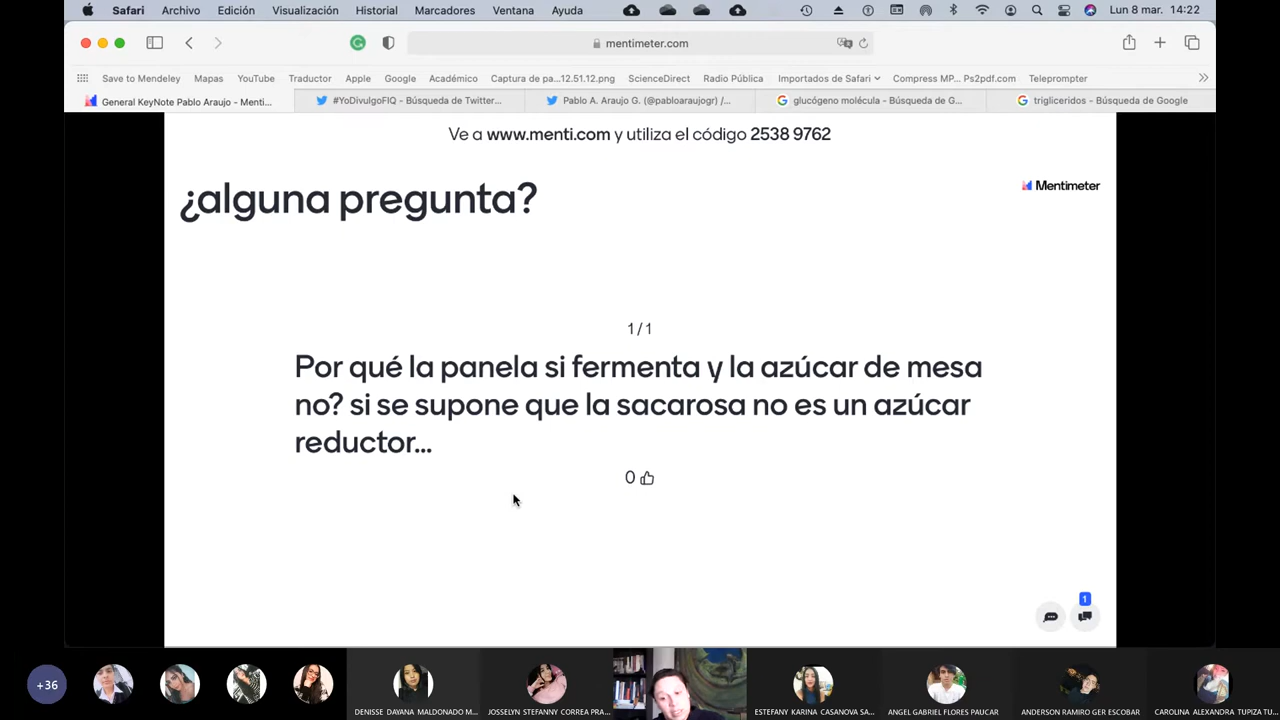 Safari Archivo Edición Visualización Historial Marcadores Ventana Ayuda Lun 8 mar. 14:22
mentimeter.com
Save to Mendeley Mapas YouTube Traductor Apple Google Académico Captura de pa...12.51.12.png ScienceDirect Radio Pública Importados de Safari Compress MP... Ps2pdf.com Teleprompter
General KeyNote Pablo Araujo - Menti... #YoDivulgoFIQ - Búsqueda de Twitter... Pablo A. Araujo G. (@pabloaraujogr) /... glucógeno molécula - Búsqueda de G... trigliceridos - Búsqueda de Google
Ve a www.menti.com y utiliza el código 2538 9762
¿alguna pregunta?
Mentimeter
1 / 1
Por qué la panela si fermenta y la azúcar de mesa
no? si se supone que la sacarosa no es un azúcar
reductor...
0
1
+36
DENISSE DAYANA MALDONADO M... JOSSELYN STEFANNY CORREA PRA... ESTEFANY KARINA CASANOVA SA... ANGEL GABRIEL FLORES PAUCAR ANDERSON RAMIRO GER ESCOBAR CAROLINA ALEXANDRA TUPIZA TU...